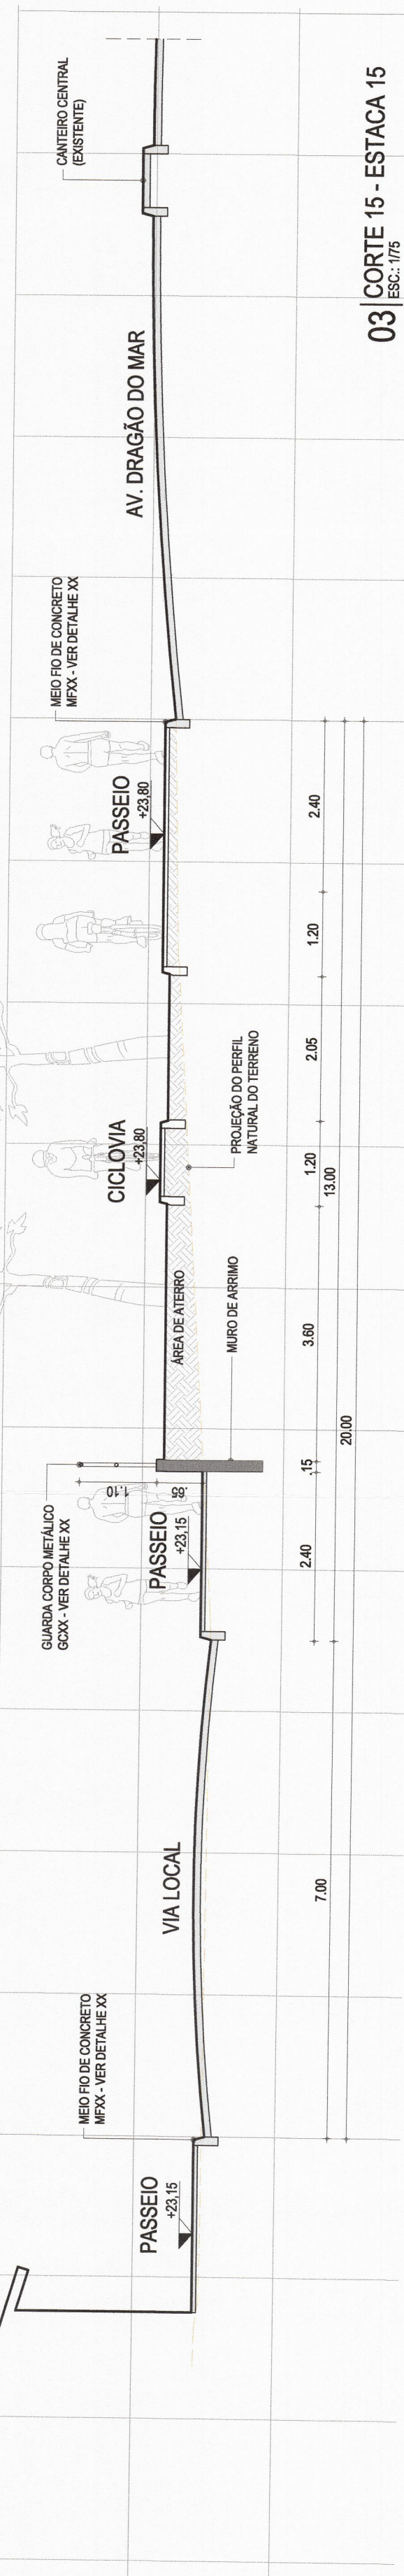 PASSEIO
+23,15
MEIO FIO DE CONCRETO
MFXX - VER DETALHE XX
VIA LOCAL
7.00
GUARDA CORPO METÁLICO
GCXX - VER DETALHE XX
PASSEIO
+23,15
1.10
.65
2.40
.15
MURO DE ARRIMO
ÁREA DE ATERRO
3.60
20.00
CICLOVIA
+23,80
PROJEÇÃO DO PERFIL
NATURAL DO TERRENO
1.20
13.00
2.05
1.20
PASSEIO
+23,80
2.40
MEIO FIO DE CONCRETO
MFXX - VER DETALHE XX
AV. DRAGÃO DO MAR
CANTEIRO CENTRAL
(EXISTENTE)
03 CORTE 15 - ESTACA 15
ESC.: 1/75